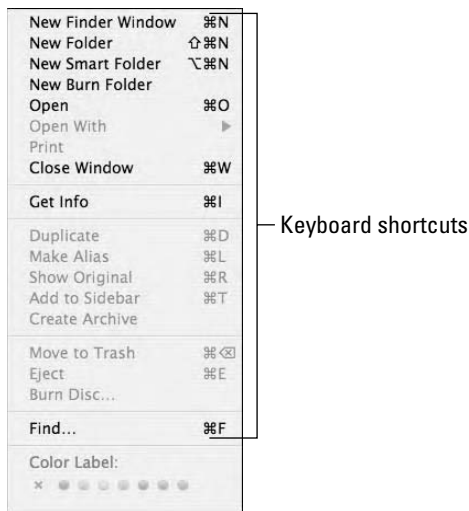 New Finder Window ⌘N
New Folder ⇧⌘N
New Smart Folder ⌥⌘N
New Burn Folder
Open ⌘O
Open With ▶
Print
Close Window ⌘W
Get Info ⌘I
Duplicate ⌘D
Make Alias ⌘L
Show Original ⌘R
Add to Sidebar ⌘T
Create Archive
Move to Trash ⌘⌫
Eject ⌘E
Burn Disc...
Find... ⌘F
Color Label:
×
Keyboard shortcuts